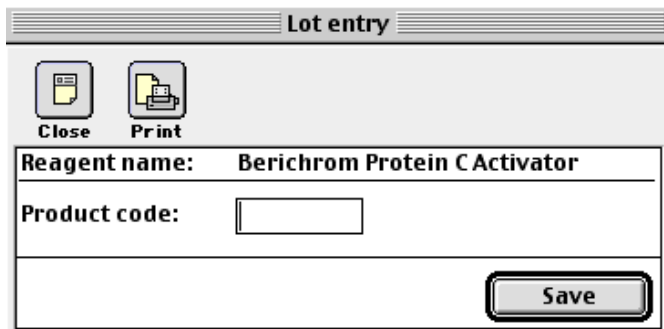 Lot entry
Close Print
Reagent name: Berichrom Protein C Activator
Product code:
Save